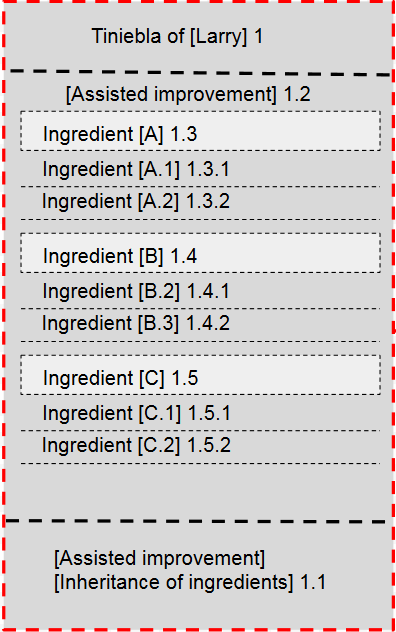 Tiniebla of [Larry] 1
[Assisted improvement] 1.2
Ingredient [A] 1.3
Ingredient [A.1] 1.3.1
Ingredient [A.2] 1.3.2
Ingredient [B] 1.4
Ingredient [B.2] 1.4.1
Ingredient [B.3] 1.4.2
Ingredient [C] 1.5
Ingredient [C.1] 1.5.1
Ingredient [C.2] 1.5.2
[Assisted improvement]
[Inheritance of ingredients] 1.1